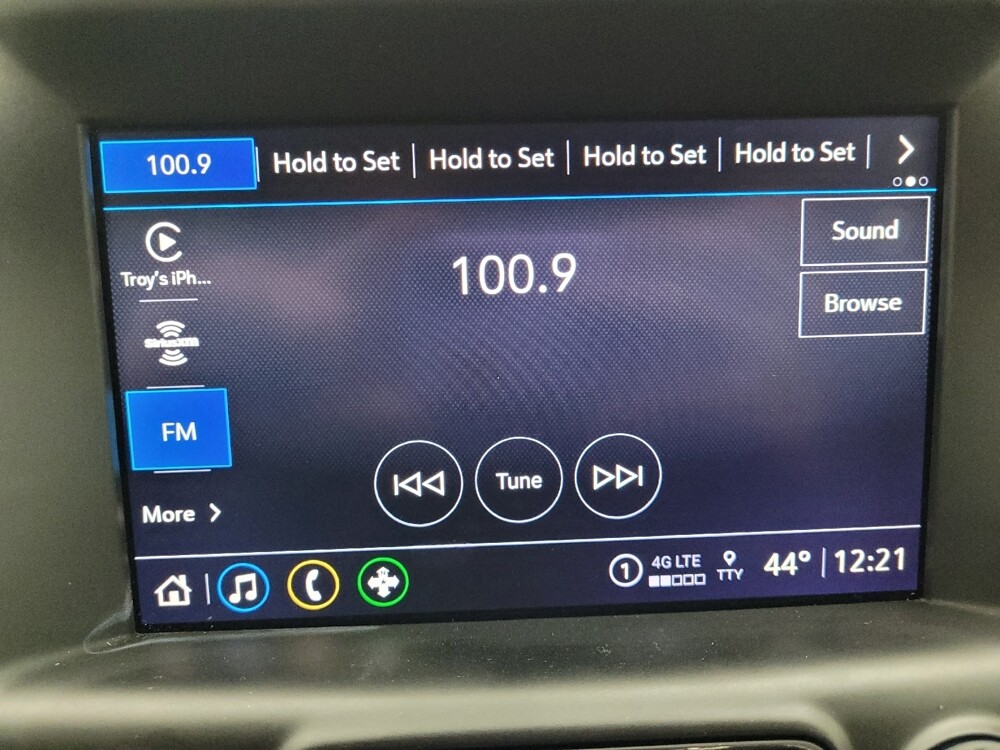 100.9 Hold to Set Hold to Set Hold to Set Hold to Set
Troy's iPh...
100.9
Sound
Browse
SiriusXM
FM
Tune
More
1 4G LTE TTY 44° 12:21